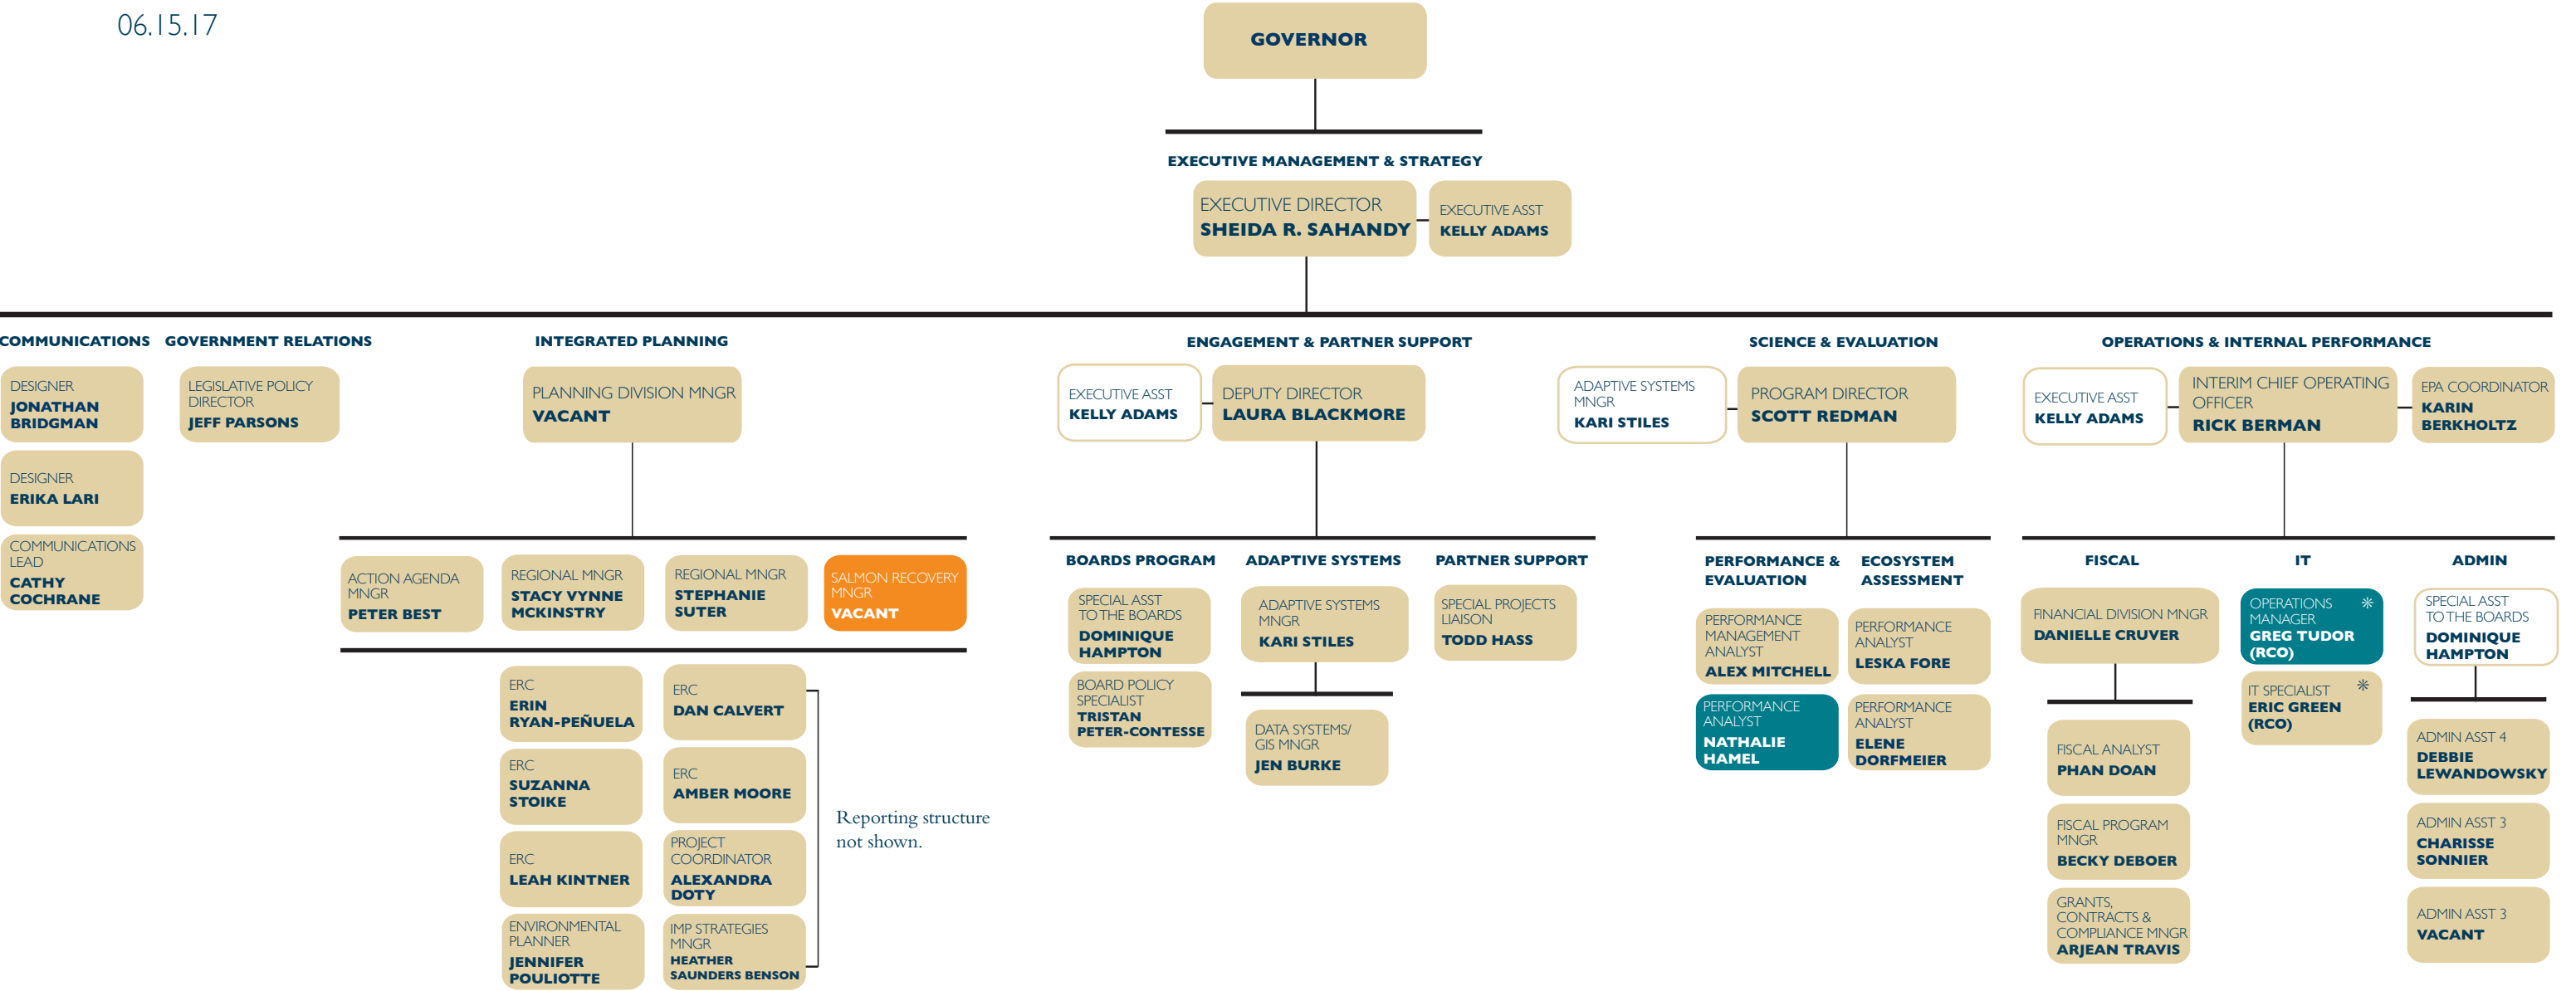 06.15.17
GOVERNOR
EXECUTIVE MANAGEMENT & STRATEGY
EXECUTIVE DIRECTOR
SHEIDA R. SAHANDY
EXECUTIVE ASST
KELLY ADAMS
COMMUNICATIONS
DESIGNER
JONATHAN
BRIDGMAN
DESIGNER
ERIKA LARI
COMMUNICATIONS
LEAD
CATHY
COCHRANE
GOVERNMENT RELATIONS
LEGISLATIVE POLICY
DIRECTOR
JEFF PARSONS
INTEGRATED PLANNING
PLANNING DIVISION MNGR
VACANT
ACTION AGENDA
MNGR
PETER BEST
REGIONAL MNGR
STACY VYNNE
MCKINSTRY
REGIONAL MNGR
STEPHANIE
SUTER
SALMON RECOVERY
MNGR
VACANT
ERC
ERIN
RYAN-PEÑUELA
ERC
SUZANNA
STOIKE
ERC
LEAH KINTNER
ENVIRONMENTAL
PLANNER
JENNIFER
POULIOTTE
ERC
DAN CALVERT
ERC
AMBER MOORE
PROJECT
COORDINATOR
ALEXANDRA
DOTY
IMP STRATEGIES
MNGR
HEATHER
SAUNDERS BENSON
Reporting structure
not shown.
ENGAGEMENT & PARTNER SUPPORT
EXECUTIVE ASST
KELLY ADAMS
DEPUTY DIRECTOR
LAURA BLACKMORE
BOARDS PROGRAM
SPECIAL ASST
TO THE BOARDS
DOMINIQUE
HAMPTON
BOARD POLICY
SPECIALIST
TRISTAN
PETER-CONTESSE
ADAPTIVE SYSTEMS
ADAPTIVE SYSTEMS
MNGR
KARI STILES
DATA SYSTEMS/
GIS MNGR
JEN BURKE
PARTNER SUPPORT
SPECIAL PROJECTS
LIAISON
TODD HASS
SCIENCE & EVALUATION
ADAPTIVE SYSTEMS
MNGR
KARI STILES
PROGRAM DIRECTOR
SCOTT REDMAN
PERFORMANCE &
EVALUATION
PERFORMANCE
MANAGEMENT
ANALYST
ALEX MITCHELL
PERFORMANCE
ANALYST
NATHALIE
HAMEL
ECOSYSTEM
ASSESSMENT
PERFORMANCE
ANALYST
LESKA FORE
PERFORMANCE
ANALYST
ELENE
DORFMEIER
OPERATIONS & INTERNAL PERFORMANCE
EXECUTIVE ASST
KELLY ADAMS
INTERIM CHIEF OPERATING
OFFICER
RICK BERMAN
EPA COORDINATOR
KARIN
BERKHOLTZ
FISCAL
FINANCIAL DIVISION MNGR
DANIELLE CRUVER
FISCAL ANALYST
PHAN DOAN
FISCAL PROGRAM
MNGR
BECKY DEBOER
GRANTS,
CONTRACTS &
COMPLIANCE MNGR
ARJEAN TRAVIS
IT
OPERATIONS
MANAGER
GREG TUDOR
(RCO)
IT SPECIALIST
ERIC GREEN
(RCO)
ADMIN
SPECIAL ASST
TO THE BOARDS
DOMINIQUE
HAMPTON
ADMIN ASST 4
DEBBIE
LEWANDOWSKY
ADMIN ASST 3
CHARISSE
SONNIER
ADMIN ASST 3
VACANT